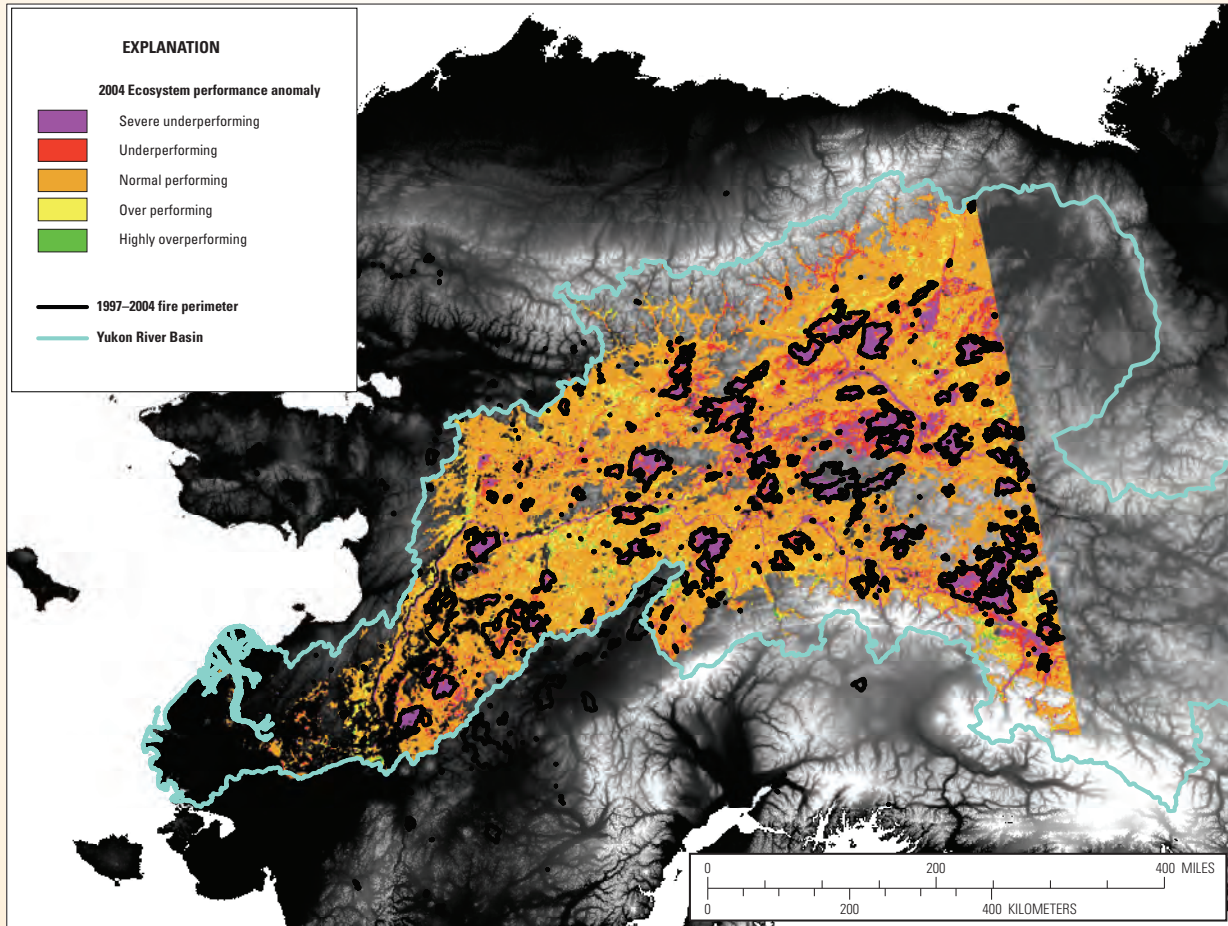 EXPLANATION
2004 Ecosystem performance anomaly
Severe underperforming
Underperforming
Normal performing
Over performing
Highly overperforming
1997–2004 fire perimeter
Yukon River Basin
0 200 400 MILES
0 200 400 KILOMETERS